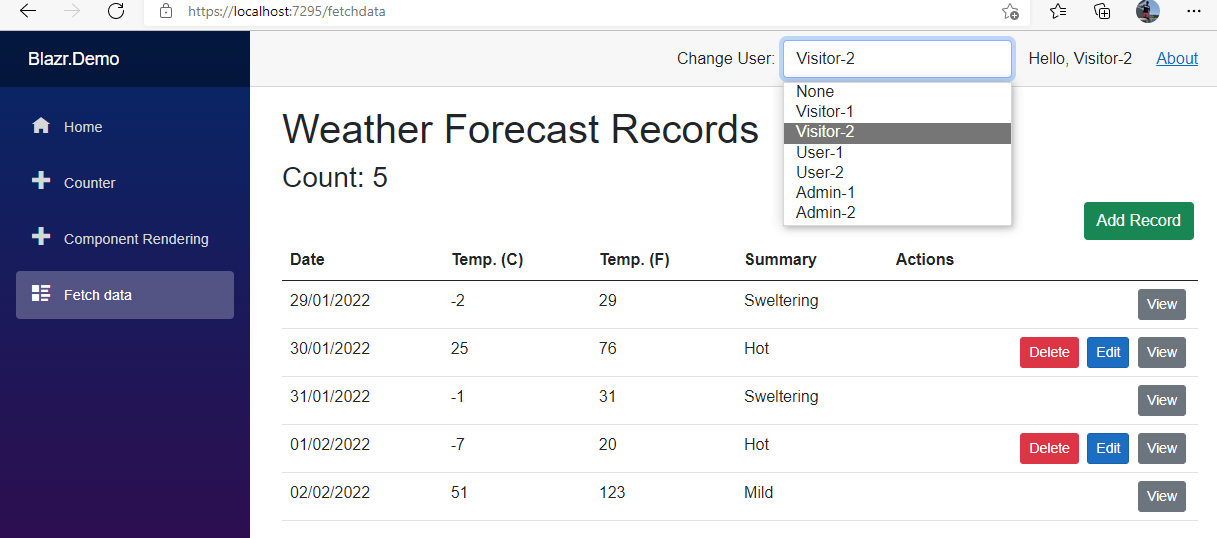 https://localhost:7295/fetchdata
Blazr.Demo
Change User: Visitor-2 Hello, Visitor-2 About
None
Visitor-1
Visitor-2
User-1
User-2
Admin-1
Admin-2
Home
Counter
Component Rendering
Fetch data
Weather Forecast Records
Count: 5
Add Record
Date Temp. (C) Temp. (F) Summary Actions
29/01/2022 -2 29 Sweltering View
30/01/2022 25 76 Hot Delete Edit View
31/01/2022 -1 31 Sweltering View
01/02/2022 -7 20 Hot Delete Edit View
02/02/2022 51 123 Mild View